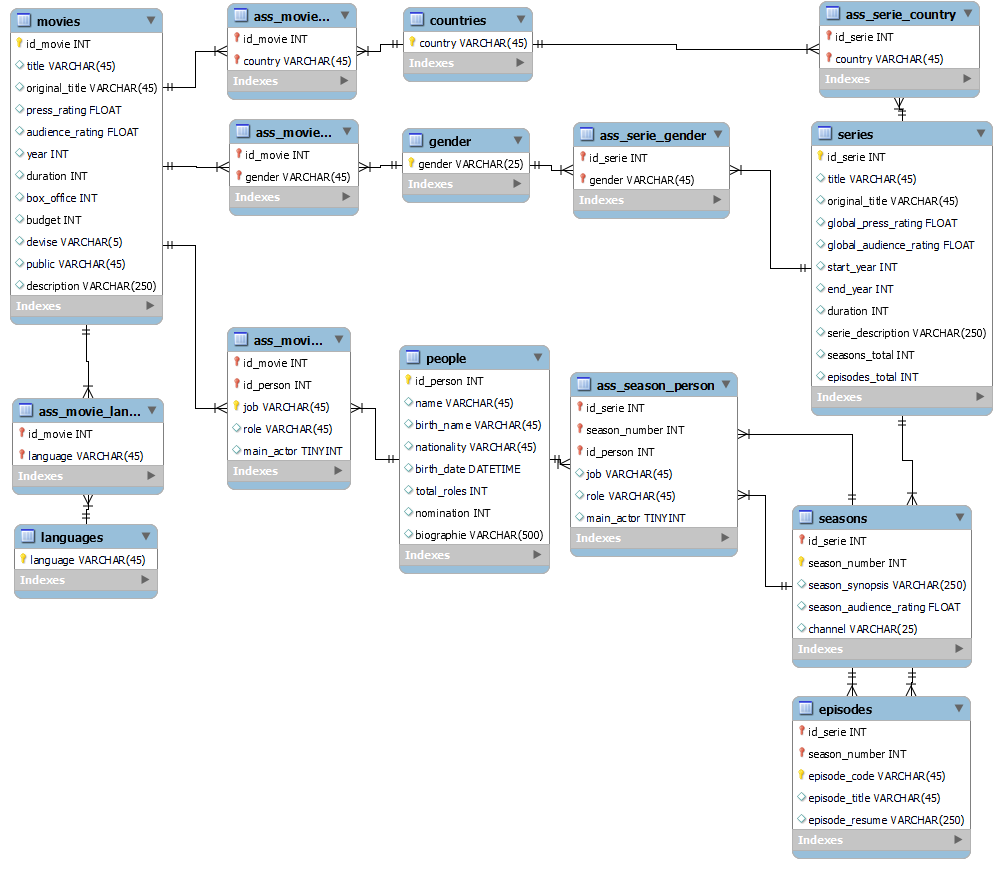 movies
id_movie INT
title VARCHAR(45)
original_title VARCHAR(45)
press_rating FLOAT
audience_rating FLOAT
year INT
duration INT
box_office INT
budget INT
devise VARCHAR(5)
public VARCHAR(45)
description VARCHAR(250)
Indexes
ass_movie...
id_movie INT
country VARCHAR(45)
Indexes
countries
country VARCHAR(45)
Indexes
ass_serie_country
id_serie INT
country VARCHAR(45)
Indexes
ass_movie...
id_movie INT
gender VARCHAR(45)
Indexes
gender
gender VARCHAR(25)
Indexes
ass_serie_gender
id_serie INT
gender VARCHAR(45)
Indexes
series
id_serie INT
title VARCHAR(45)
original_title VARCHAR(45)
global_press_rating FLOAT
global_audience_rating FLOAT
start_year INT
end_year INT
duration INT
serie_description VARCHAR(250)
seasons_total INT
episodes_total INT
Indexes
ass_movi...
id_movie INT
id_person INT
job VARCHAR(45)
role VARCHAR(45)
main_actor TINYINT
Indexes
people
id_person INT
name VARCHAR(45)
birth_name VARCHAR(45)
nationality VARCHAR(45)
birth_date DATETIME
total_roles INT
nomination INT
biographie VARCHAR(500)
Indexes
ass_season_person
id_serie INT
season_number INT
id_person INT
job VARCHAR(45)
role VARCHAR(45)
main_actor TINYINT
Indexes
ass_movie_lan...
id_movie INT
language VARCHAR(45)
Indexes
languages
language VARCHAR(45)
Indexes
seasons
id_serie INT
season_number INT
season_synopsis VARCHAR(250)
season_audience_rating FLOAT
channel VARCHAR(25)
Indexes
episodes
id_serie INT
season_number INT
episode_code VARCHAR(45)
episode_title VARCHAR(45)
episode_resume VARCHAR(250)
Indexes